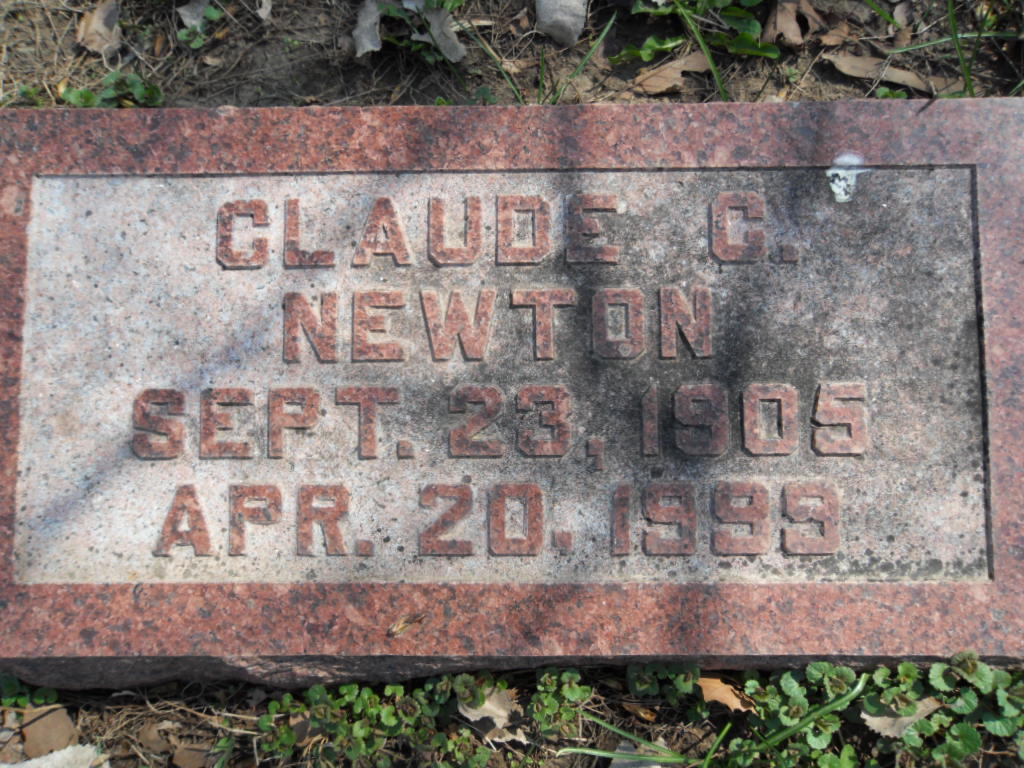 CLAUDE C.
NEWTON
SEPT. 23, 1905
APR. 20. 1999